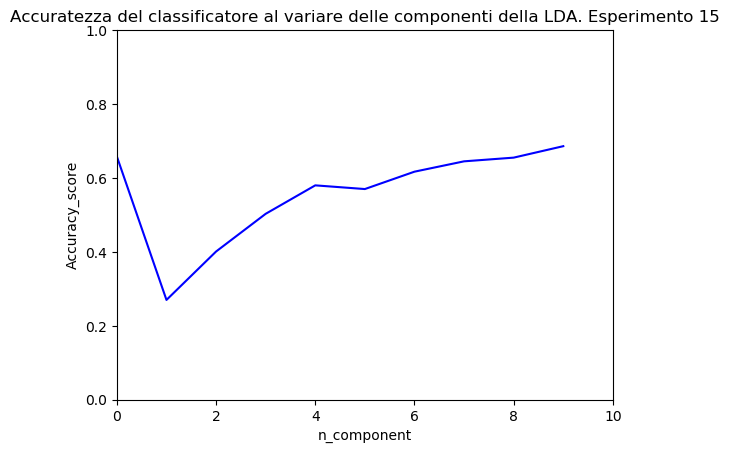 Accuratezza del classificatore al variare delle componenti della LDA. Esperimento 15
1.0
0.8
0.6
0.4
0.2
0.0
Accuracy_score
0 2 4 6 8 10
n_component